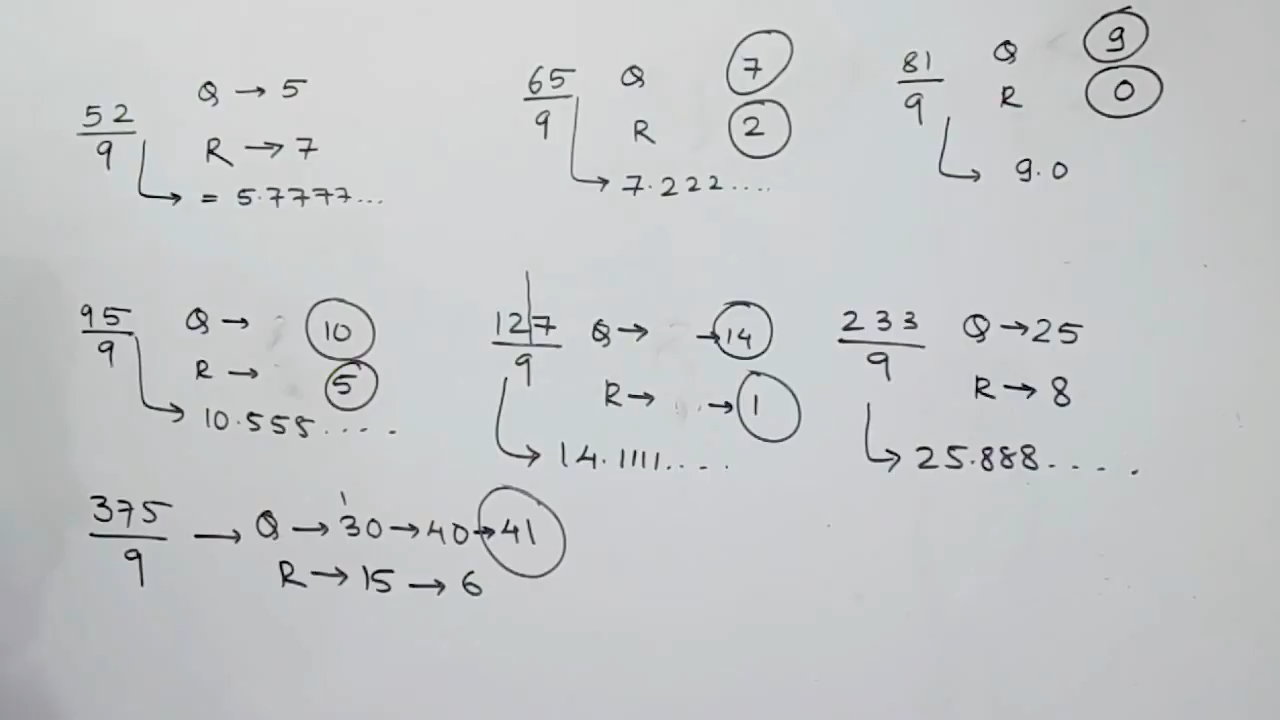 52/9 Q → 5
R → 7
= 5.7777...
65/9 Q 7
R 2
7.222....
81/9 Q 9
R 0
9.0
95/9 Q → 10
R → 5
10.555....
127/9 Q → → 14
R → → 1
14.1111....
233/9 Q → 25
R → 8
25.888....
1
375/9 → Q → 30 → 40 → 41
R → 15 → 6